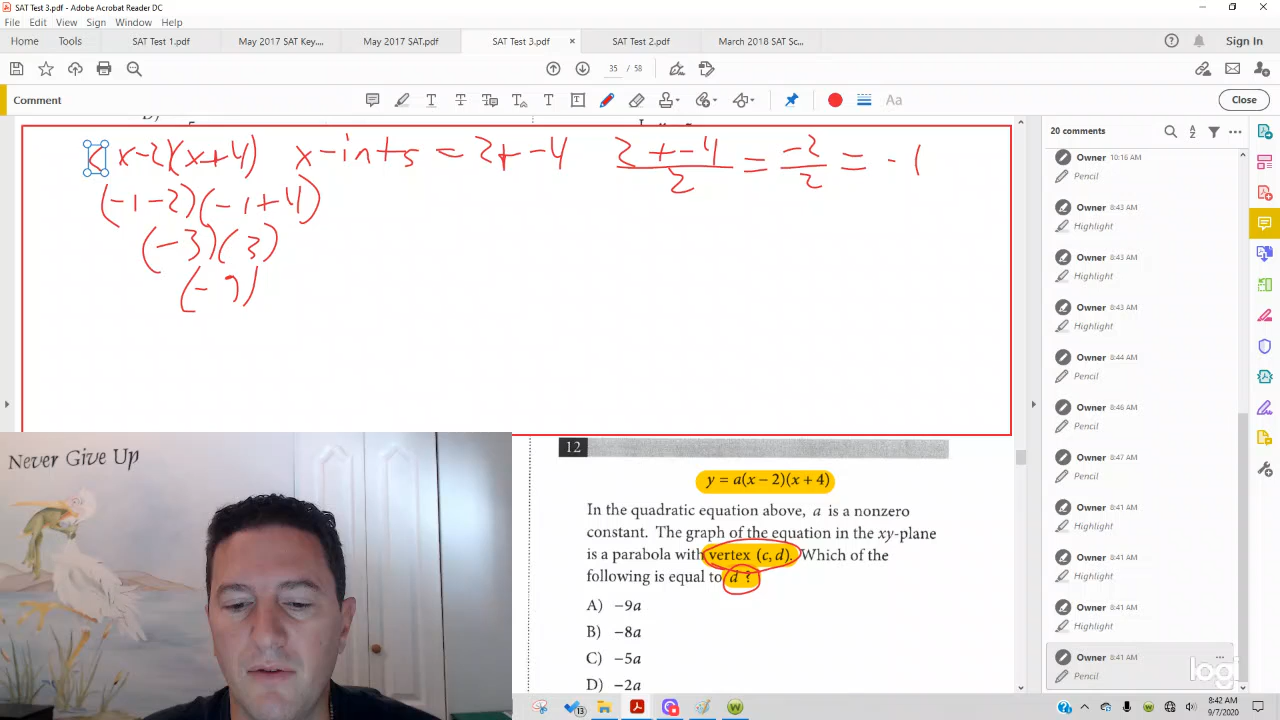 SAT Test 3.pdf - Adobe Acrobat Reader DC
File Edit View Sign Window Help
Home Tools SAT Test 1.pdf May 2017 SAT Key... May 2017 SAT.pdf SAT Test 3.pdf × SAT Test 2.pdf March 2018 SAT Sc... Sign In
35 / 58
Comment Aa Close
x-2)(x+4) x-ints = 2+-4 2+-4/2 = -2/2 = -1
(-1-2)(-1+4)
(-3)(3)
(-9)
20 comments
10:16 AM
Pencil
Owner 8:43 AM
Highlight
Owner 8:43 AM
Highlight
Owner 8:43 AM
Highlight
Owner 8:44 AM
Pencil
Owner 8:46 AM
Pencil
Owner 8:47 AM
Pencil
Owner 8:41 AM
Highlight
Owner 8:41 AM
Pencil
Owner 8:41 AM
Highlight
Owner 8:41 AM
Pencil
Never Give Up
12
y = a(x − 2)(x + 4)
In the quadratic equation above, a is a nonzero
constant. The graph of the equation in the xy-plane
is a parabola with vertex (c, d). Which of the
following is equal to d ?
A) −9a
B) −8a
C) −5a
D) −2a
13
8:42 AM
9/7/2020